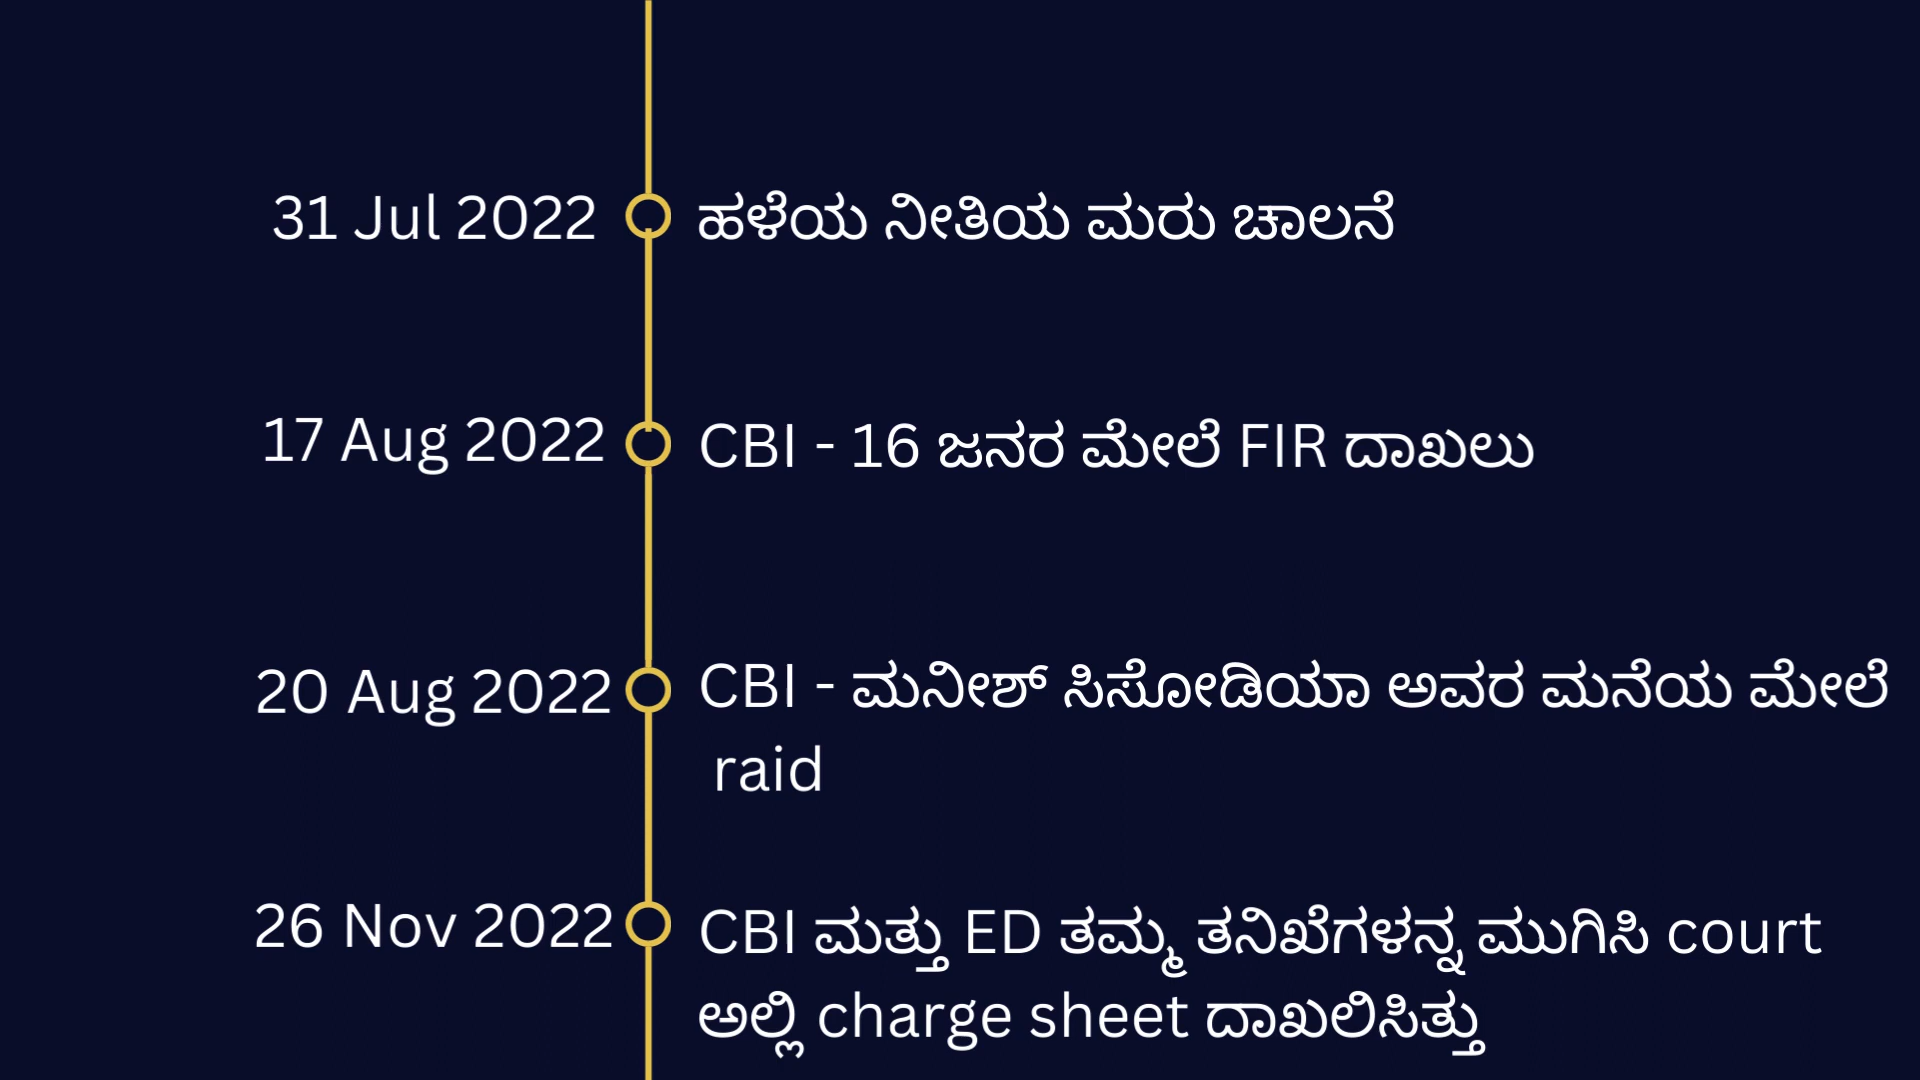 31 Jul 2022 ಹಳೆಯ ನೀತಿಯ ಮರು ಚಾಲನೆ
17 Aug 2022 CBI - 16 ಜನರ ಮೇಲೆ FIR ದಾಖಲು
20 Aug 2022 CBI - ಮನೀಶ್ ಸಿಸೋಡಿಯಾ ಅವರ ಮನೆಯ ಮೇಲೆ
raid
26 Nov 2022 CBI ಮತ್ತು ED ತಮ್ಮ ತನಿಖೆಗಳನ್ನ ಮುಗಿಸಿ court
ಅಲ್ಲಿ charge sheet ದಾಖಲಿಸಿತ್ತು